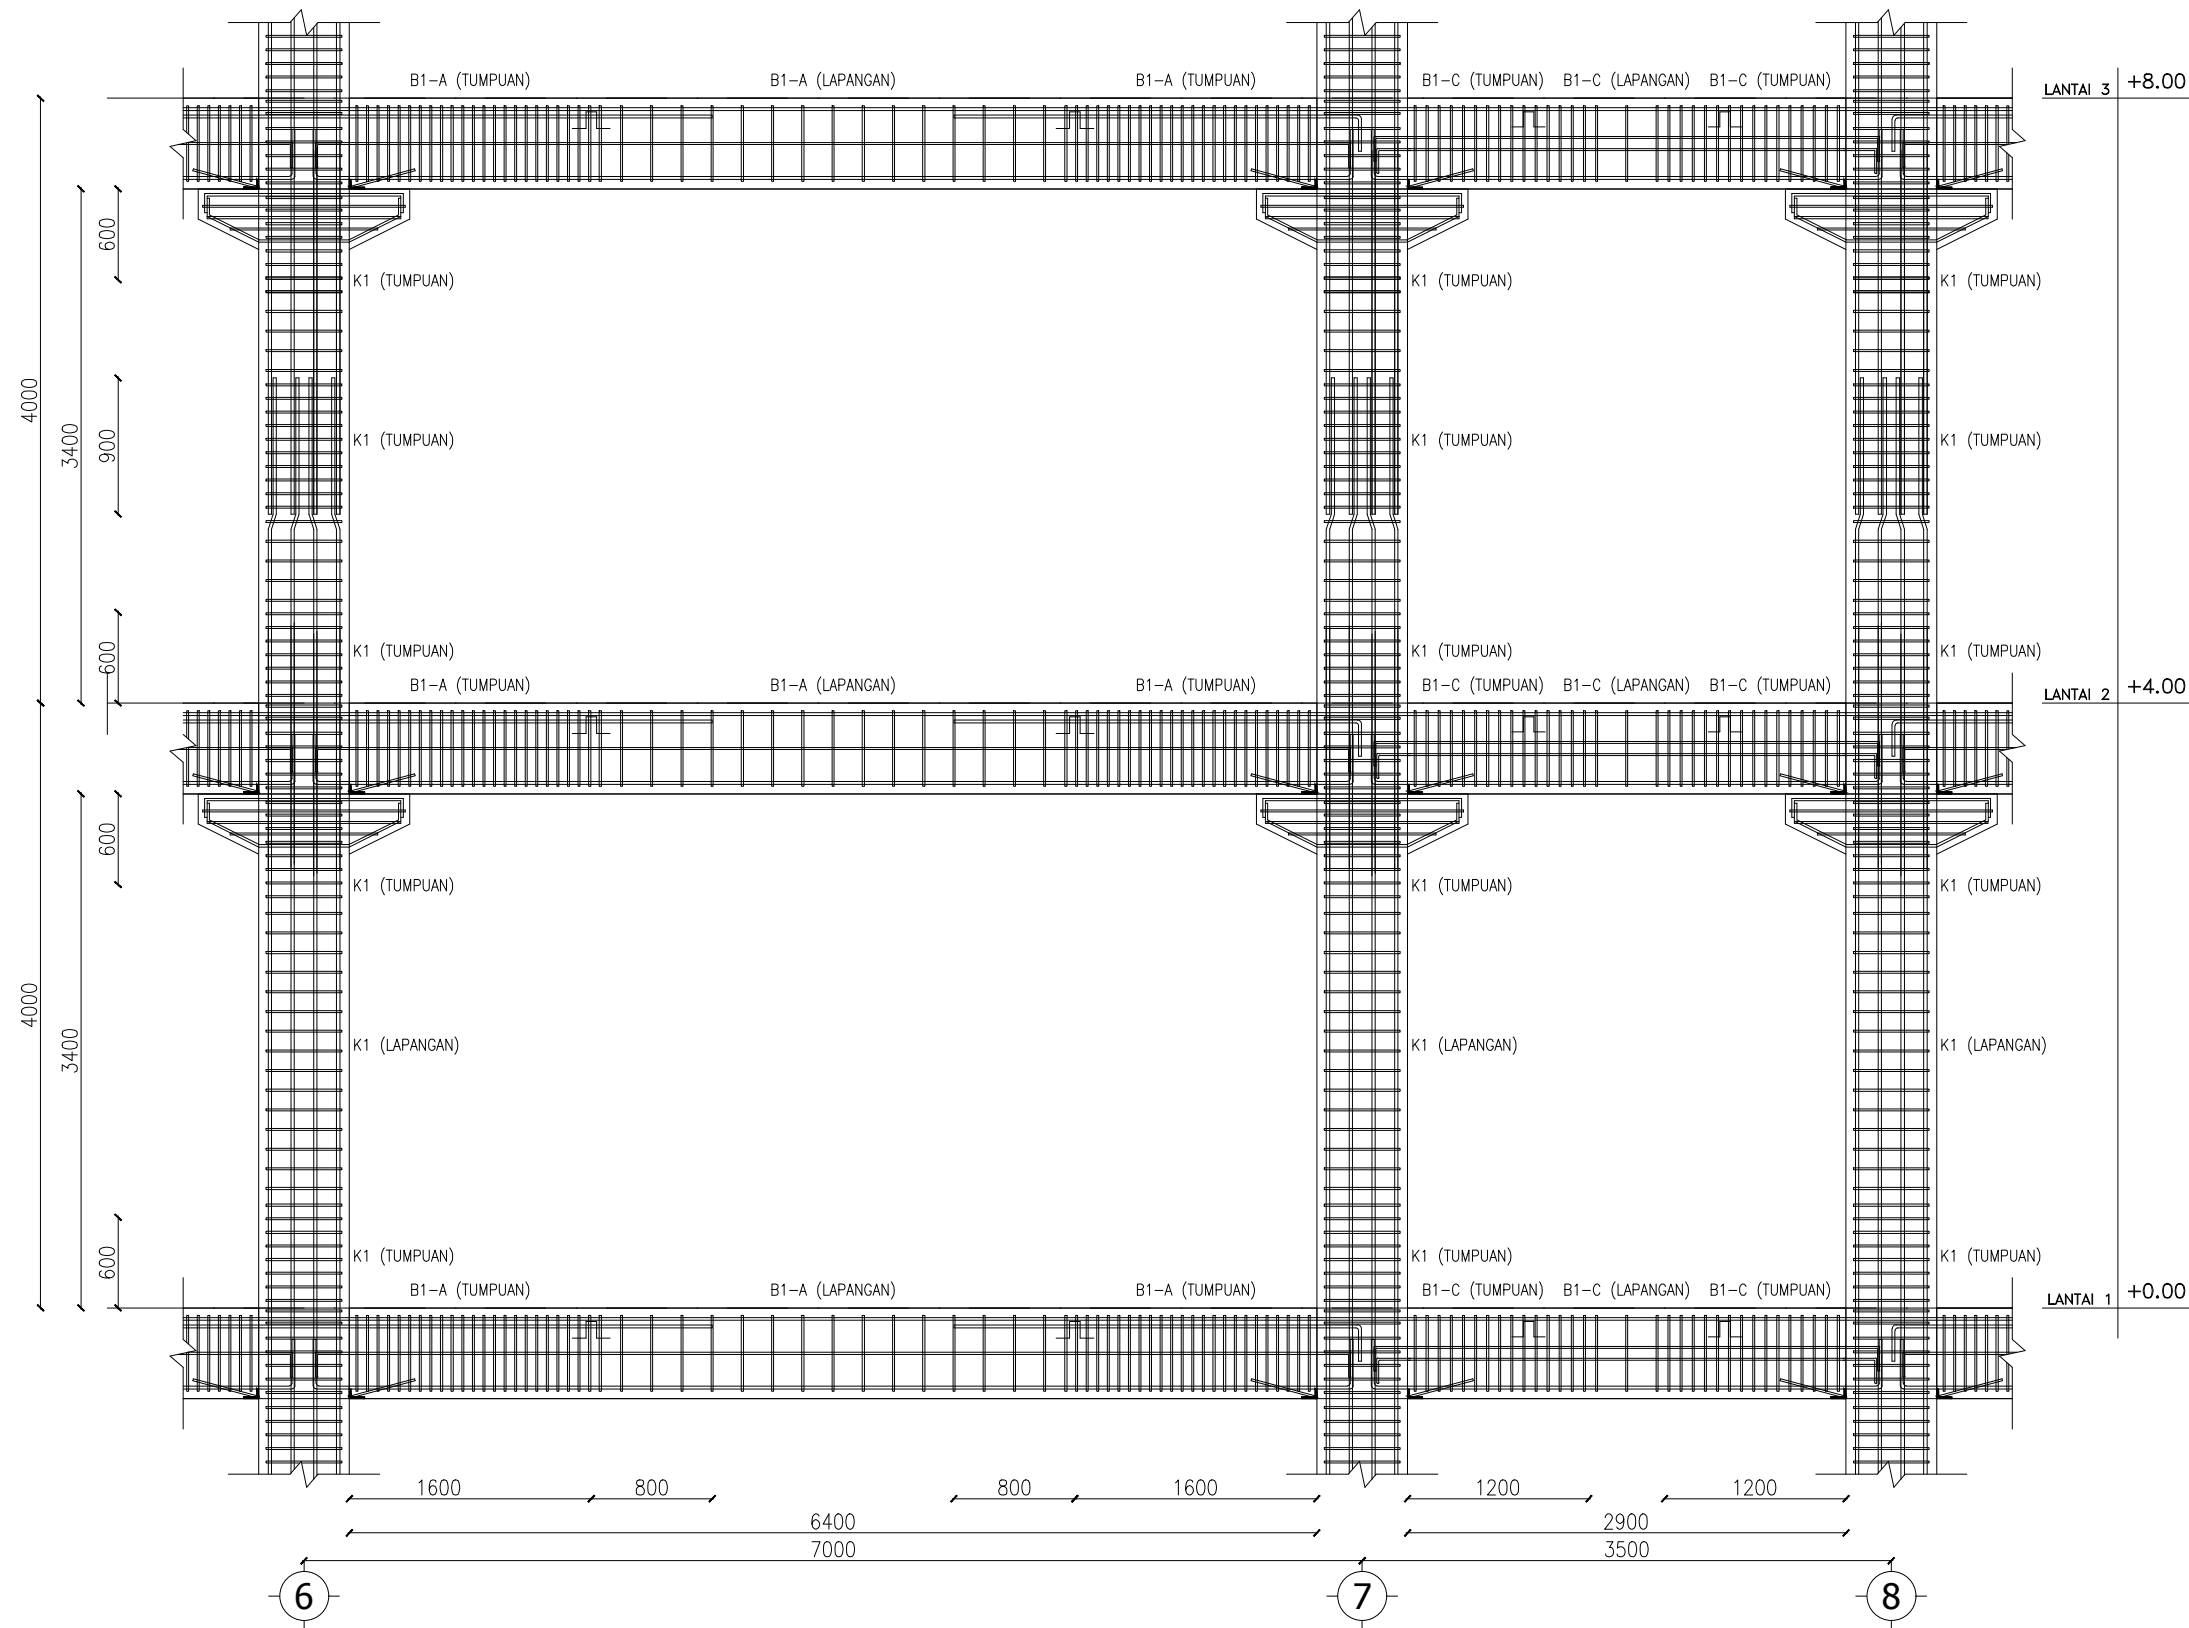 B1-A (TUMPUAN) B1-A (LAPANGAN) B1-A (TUMPUAN) B1-C (TUMPUAN) B1-C (LAPANGAN) B1-C (TUMPUAN)
LANTAI 3 +8.00
600
K1 (TUMPUAN) K1 (TUMPUAN) K1 (TUMPUAN)
4000
3400
900
K1 (TUMPUAN) K1 (TUMPUAN) K1 (TUMPUAN)
600
K1 (TUMPUAN) K1 (TUMPUAN) K1 (TUMPUAN)
B1-A (TUMPUAN) B1-A (LAPANGAN) B1-A (TUMPUAN) B1-C (TUMPUAN) B1-C (LAPANGAN) B1-C (TUMPUAN)
LANTAI 2 +4.00
600
K1 (TUMPUAN) K1 (TUMPUAN) K1 (TUMPUAN)
4000
3400
K1 (LAPANGAN) K1 (LAPANGAN) K1 (LAPANGAN)
600
K1 (TUMPUAN) K1 (TUMPUAN) K1 (TUMPUAN)
B1-A (TUMPUAN) B1-A (LAPANGAN) B1-A (TUMPUAN) B1-C (TUMPUAN) B1-C (LAPANGAN) B1-C (TUMPUAN)
LANTAI 1 +0.00
1600 800 800 1600 1200 1200
6400 2900
7000 3500
6 7 8